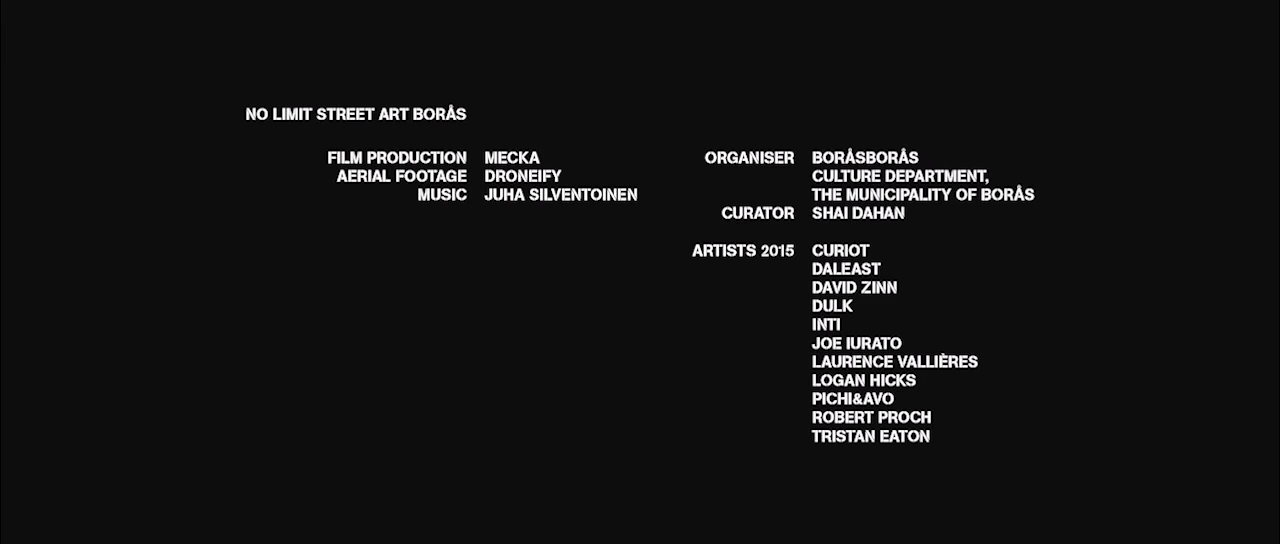 NO LIMIT STREET ART BORÅS
FILM PRODUCTION MECKA
AERIAL FOOTAGE DRONEIFY
MUSIC JUHA SILVENTOINEN
ORGANISER BORÅSBORÅS
CULTURE DEPARTMENT,
THE MUNICIPALITY OF BORÅS
CURATOR SHAI DAHAN
ARTISTS 2015 CURIOT
DALEAST
DAVID ZINN
DULK
INTI
JOE IURATO
LAURENCE VALLIÈRES
LOGAN HICKS
PICHI&AVO
ROBERT PROCH
TRISTAN EATON